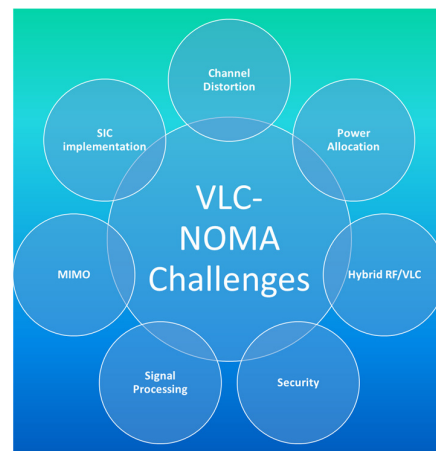 Channel
Distortion
SIC
implementation
Power
Allocation
VLC-
NOMA
Challenges
MIMO
Hybrid RF/VLC
Signal
Processing
Security